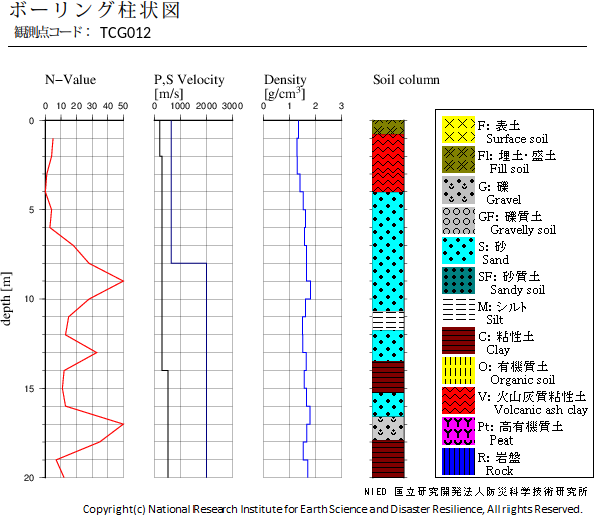 ボーリング柱状図
観測点コード： TCG012
N-Value
P,S Velocity
[m/s]
Density
[g/cm3]
Soil column
0 10 20 30 40 50
0 1000 2000 3000
0 1 2 3
depth [m]
0
5
10
15
20
F: 表土
Surface soil
Fl: 埋土・盛土
Fill soil
G: 礫
Gravel
GF: 礫質土
Gravelly soil
S: 砂
Sand
SF: 砂質土
Sandy soil
M: シルト
Silt
C: 粘性土
Clay
O: 有機質土
Organic soil
V: 火山灰質粘性土
Volcanic ash clay
Pt: 高有機質土
Peat
R: 岩盤
Rock
NIED 国立研究開発法人防災科学技術研究所
Copyright(c) National Research Institute for Earth Science and Disaster Resilience, All rights Reserved.